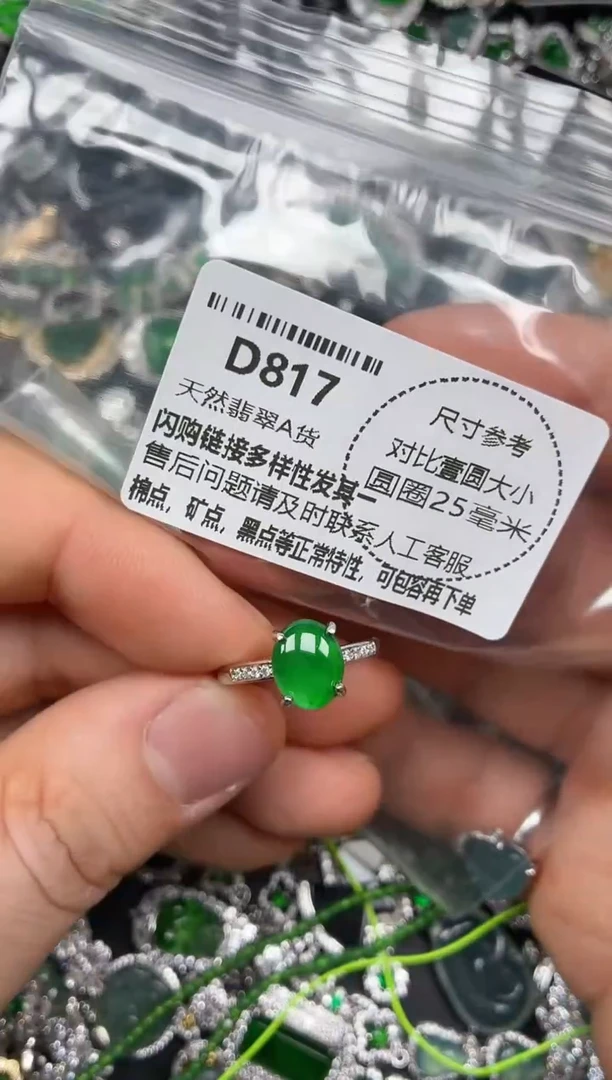 D817
天然翡翠A货
闪购链接多样性发其一
售后问题请及时联系人工客服
棉点，矿点，黑点等正常特性，可包容再下单
尺寸参考
对比壹圆大小
圆圈25毫米